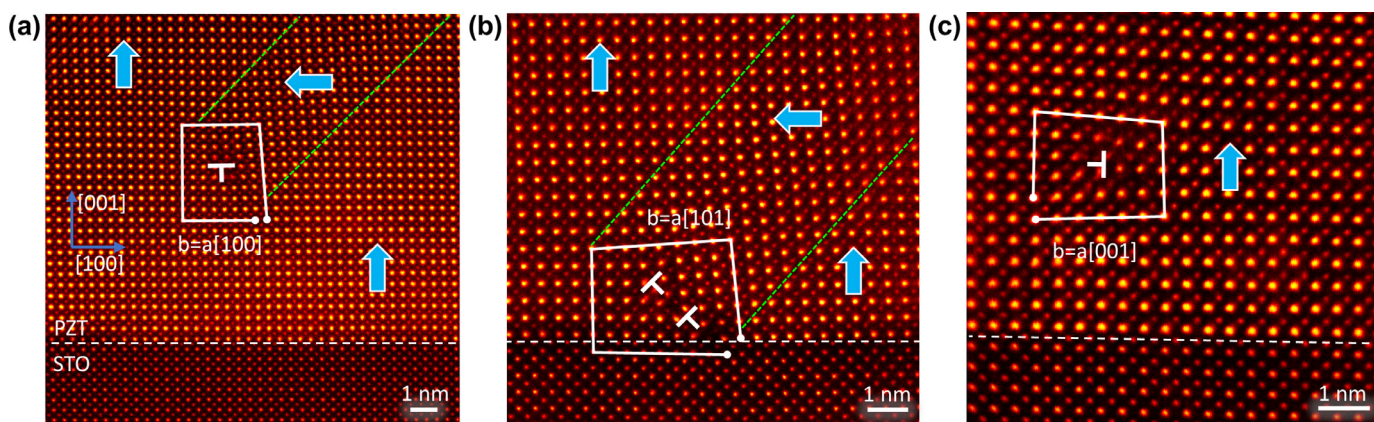 (a)
[001]
[100]
b=a[100]
PZT
STO
1 nm
(b)
b=a[101]
1 nm
(c)
b=a[001]
1 nm